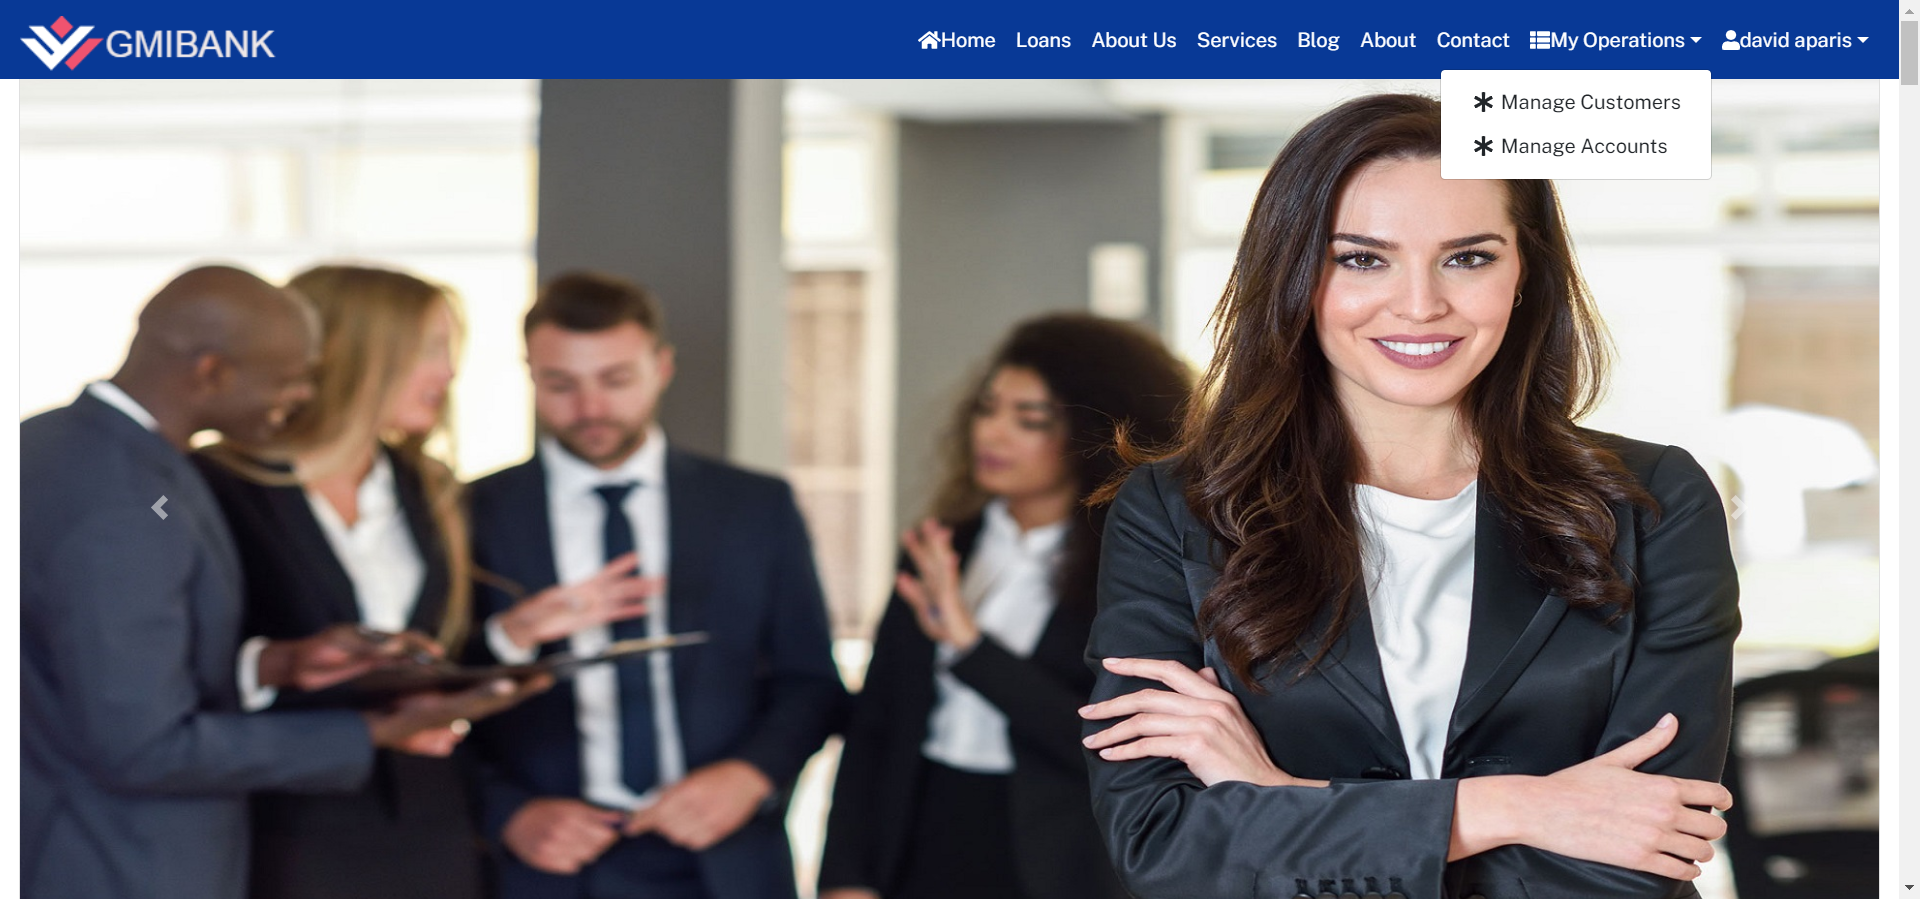 GMIBANK
Home Loans About Us Services Blog About Contact My Operations david aparis
Manage Customers
Manage Accounts